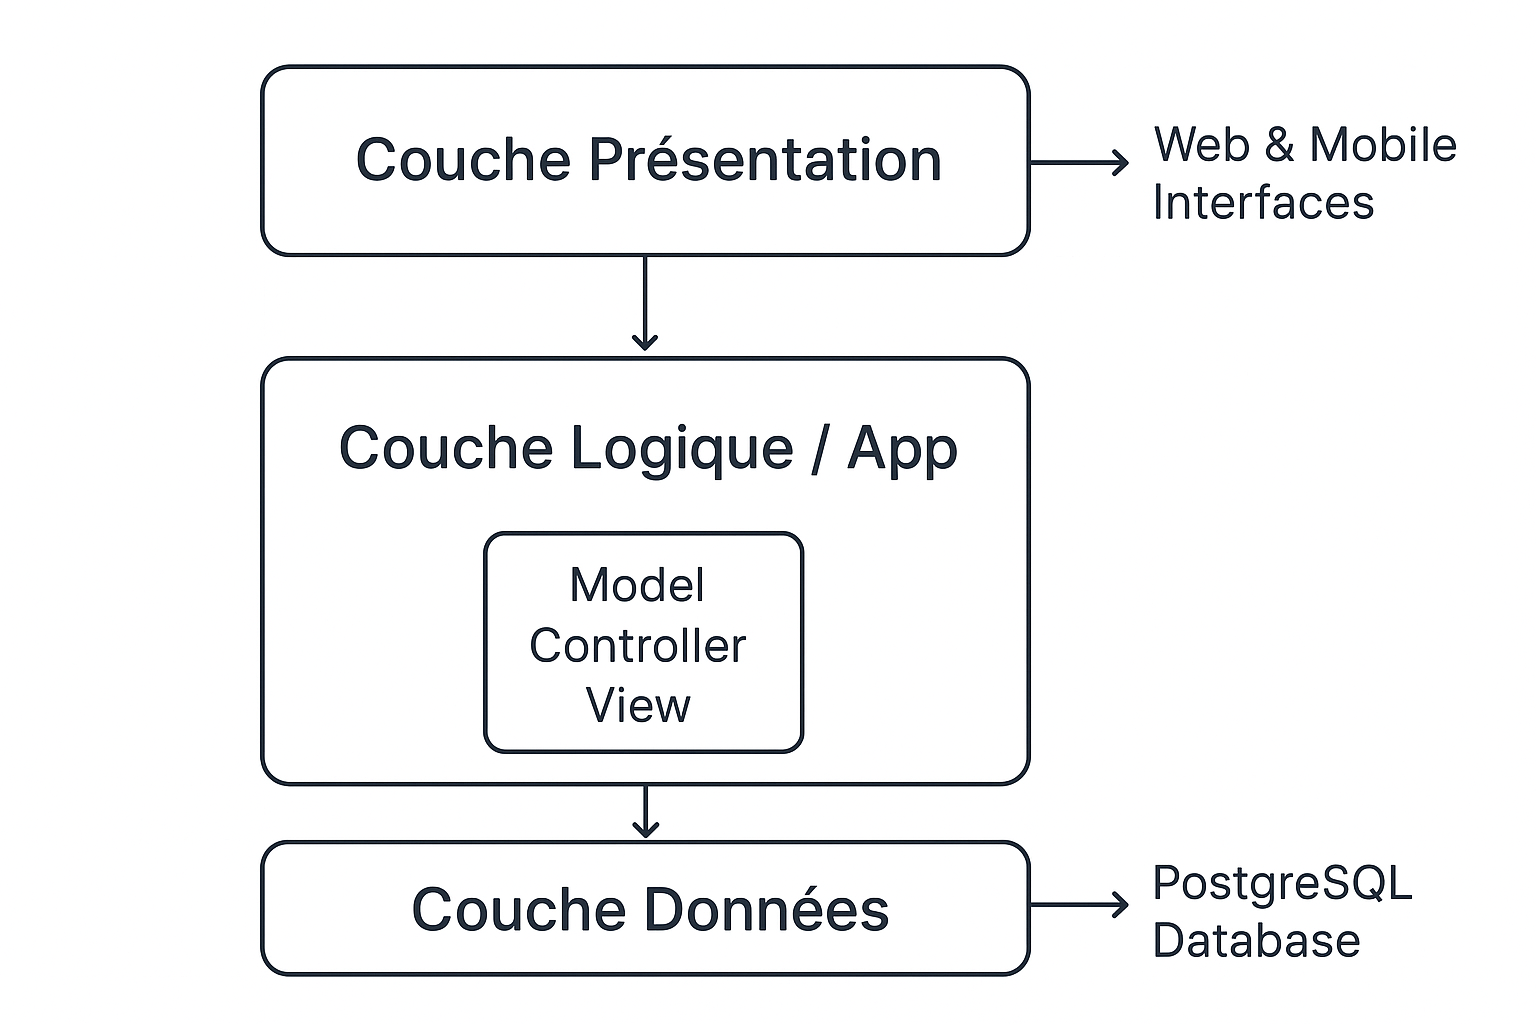 Couche Présentation
Web & Mobile
Interfaces
Couche Logique / App
Model
Controller
View
Couche Données
PostgreSQL
Database